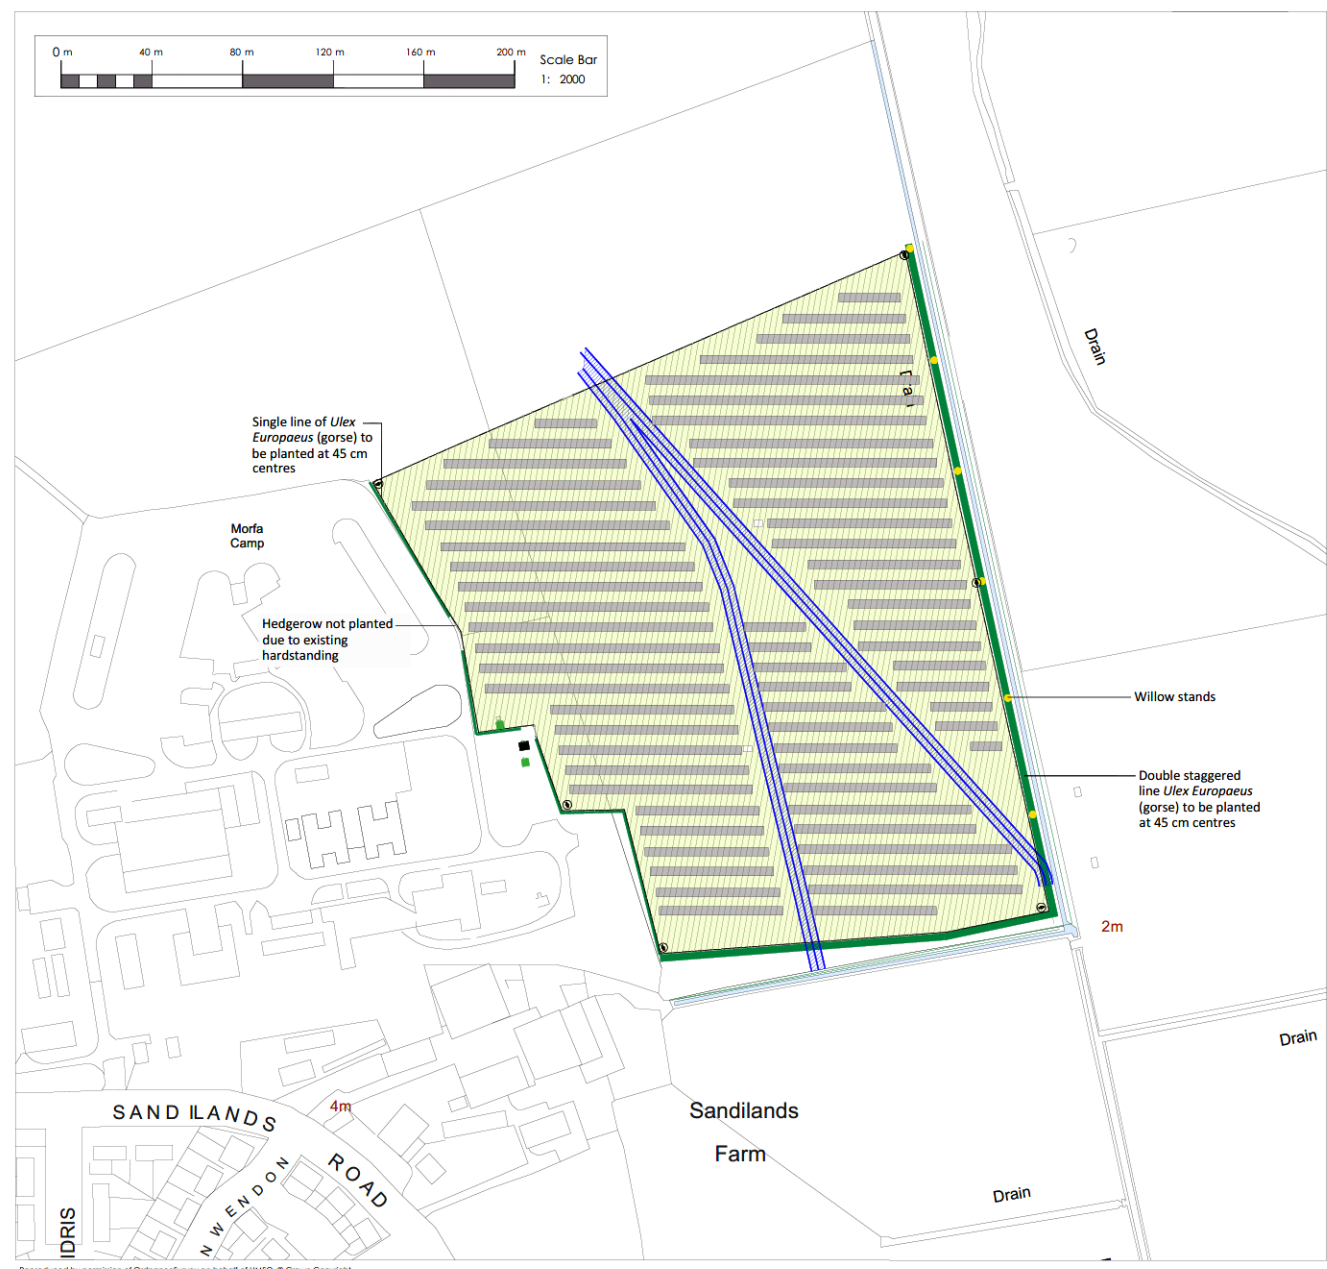 0 m 40 m 80 m 120 m 160 m 200 m
Scale Bar
1: 2000
Drain
Drain
Single line of Ulex
Europaeus (gorse) to
be planted at 45 cm
centres
Morfa
Camp
Hedgerow not planted
due to existing
hardstanding
Willow stands
Double staggered
line Ulex Europaeus
(gorse) to be planted
at 45 cm centres
2m
Drain
SANDILANDS
ROAD
4m
Sandilands
Farm
Drain
NWENDON
IDRIS